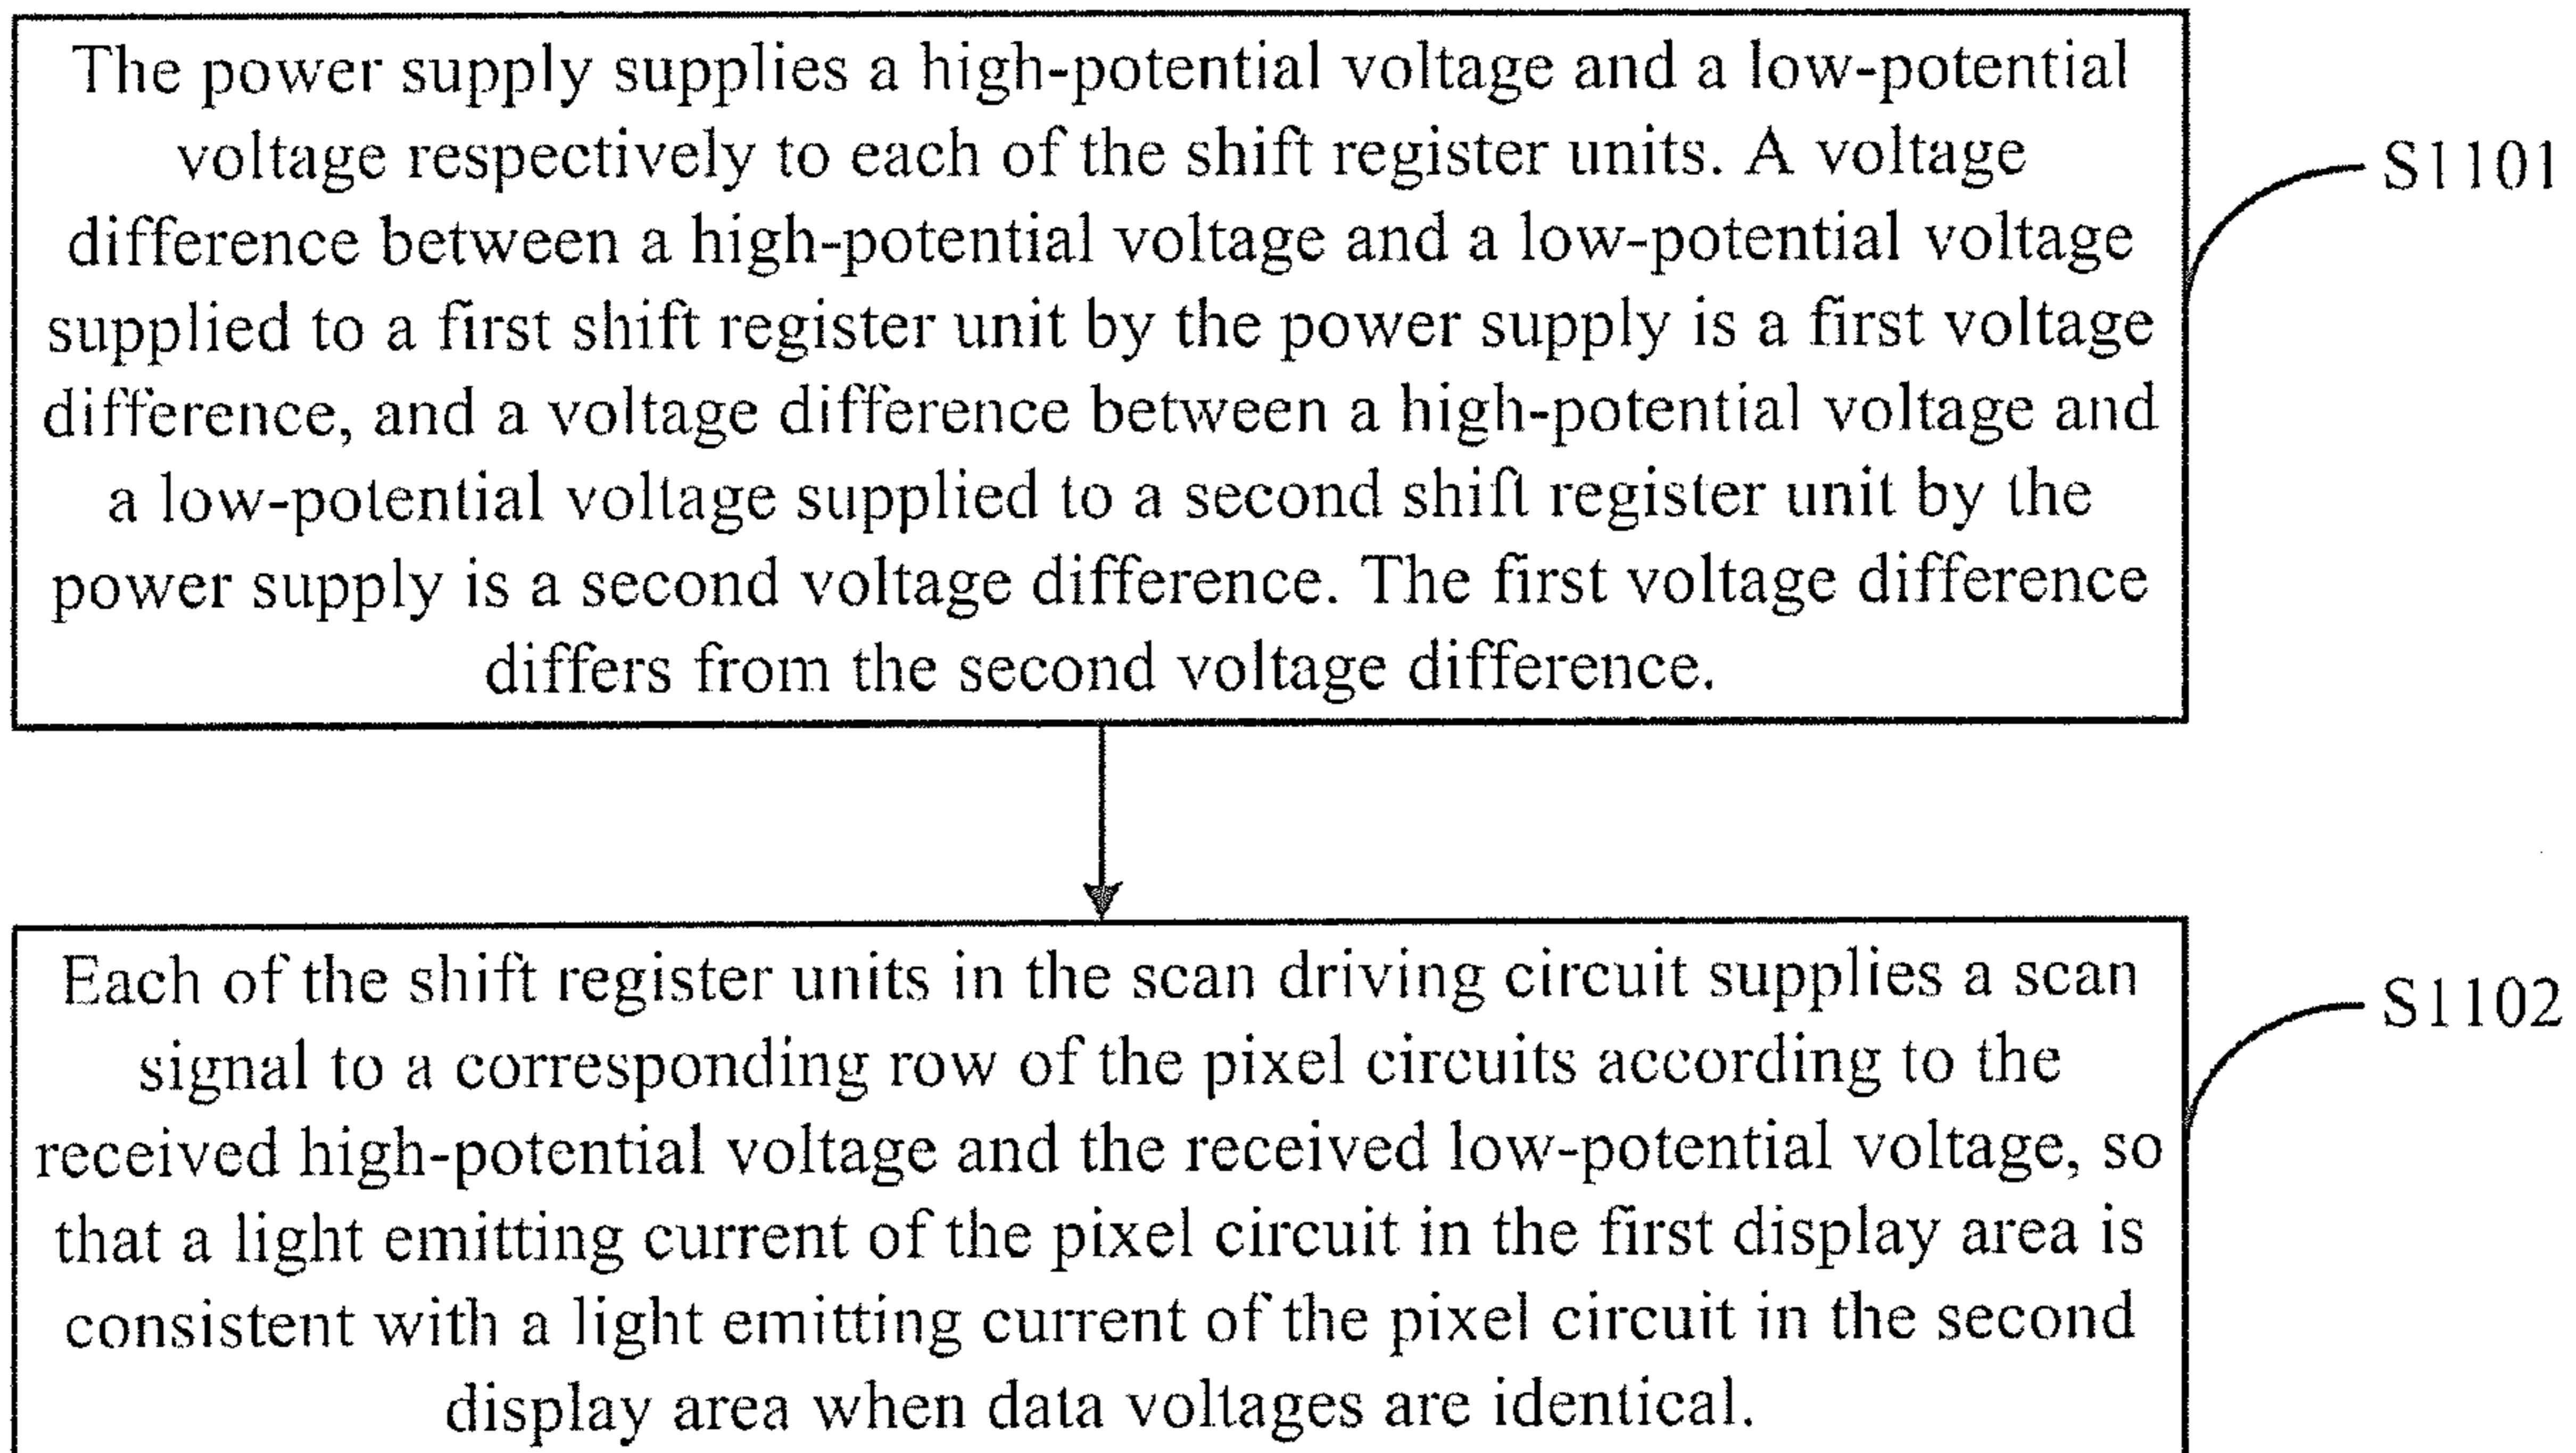 The power supply supplies a high-potential voltage and a low-potential
voltage respectively to each of the shift register units. A voltage
difference between a high-potential voltage and a low-potential voltage
supplied to a first shift register unit by the power supply is a first voltage
difference, and a voltage difference between a high-potential voltage and
a low-potential voltage supplied to a second shift register unit by the
power supply is a second voltage difference. The first voltage difference
differs from the second voltage difference.
S1101
Each of the shift register units in the scan driving circuit supplies a scan
signal to a corresponding row of the pixel circuits according to the
received high-potential voltage and the received low-potential voltage, so
that a light emitting current of the pixel circuit in the first display area is
consistent with a light emitting current of the pixel circuit in the second
display area when data voltages are identical.
S1102